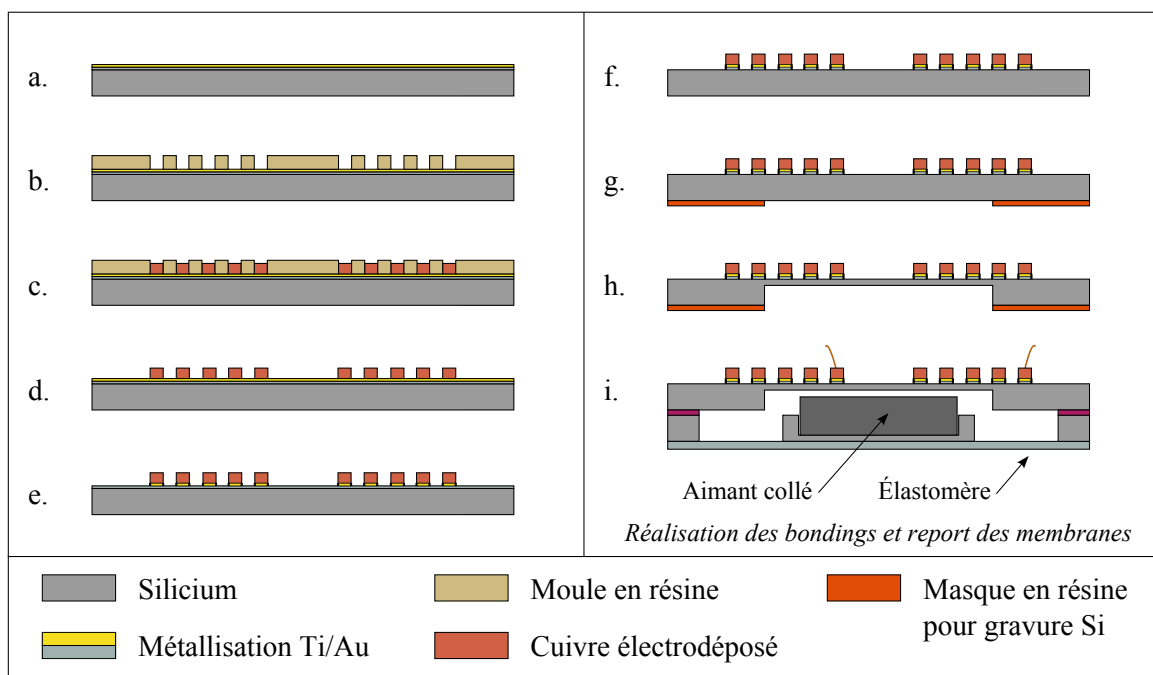 a.
b.
c.
d.
e.
f.
g.
h.
i.
Aimant collé
Élastomère
Réalisation des bondings et report des membranes
Silicium
Métallisation Ti/Au
Moule en résine
Cuivre électrodéposé
Masque en résine
pour gravure Si